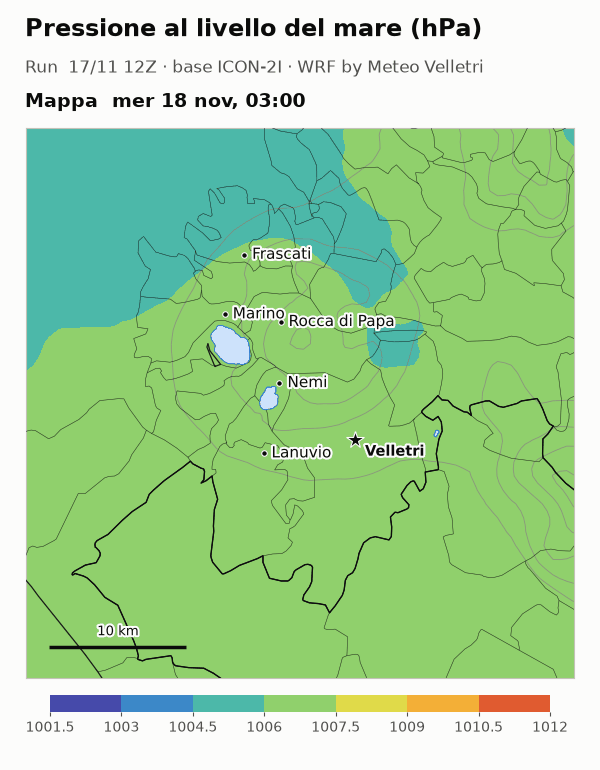 Pressione al livello del mare (hPa)
Run  17/11 12Z · base ICON-2I · WRF by Meteo Velletri
Mappa  mer 18 nov, 03:00
Frascati
Marino
Rocca di Papa
Nemi
Velletri
Lanuvio
10 km
1001.5 1003 1004.5 1006 1007.5 1009 1010.5 1012